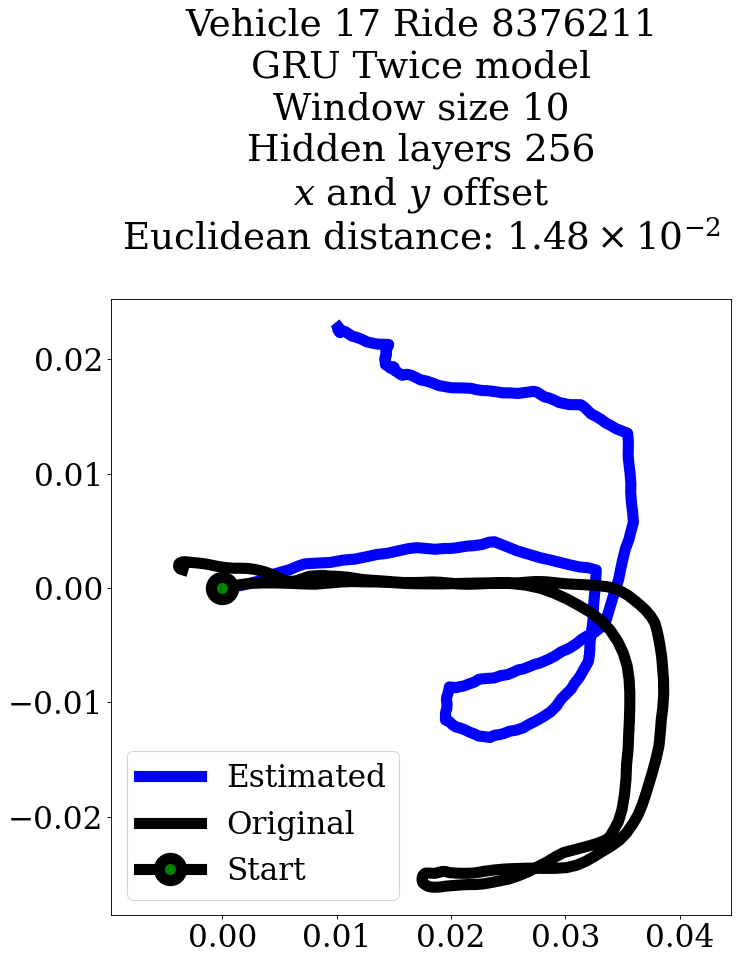 Vehicle 17 Ride 8376211
GRU Twice model
Window size 10
Hidden layers 256
x and y offset
Euclidean distance: 1.48 × 10⁻²
0.02
0.01
0.00
−0.01
−0.02
Estimated
Original
Start
0.00 0.01 0.02 0.03 0.04